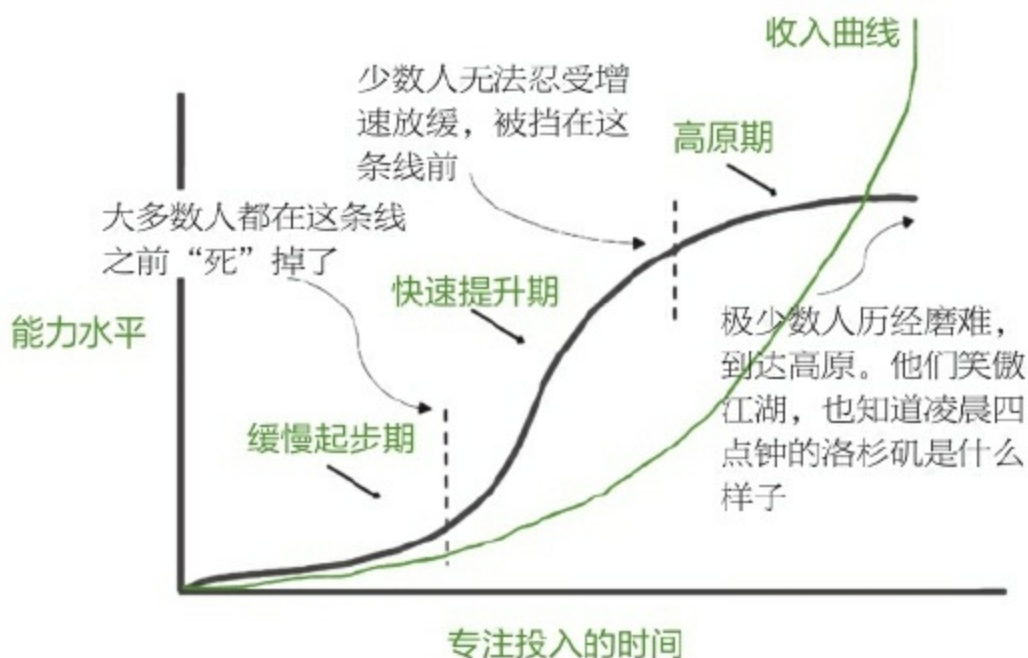 收入曲线
少数人无法忍受增
速放缓，被挡在这
条线前
高原期
大多数人都在这条线
之前“死”掉了
快速提升期
能力水平
极少数人历经磨难，
到达高原。他们笑傲
江湖，也知道凌晨四
点钟的洛杉矶是什么
样子
缓慢起步期
专注投入的时间